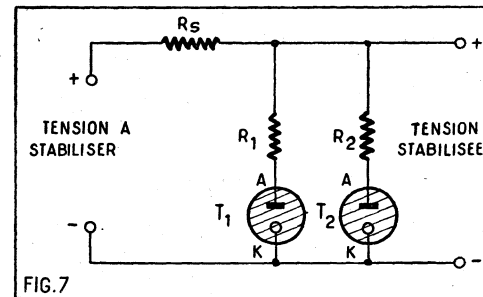 Rs
+
+
TENSION A
STABILISER
R1
R2
TENSION
STABILISEE
A
A
T1
T2
K
K
-
-
FIG.7